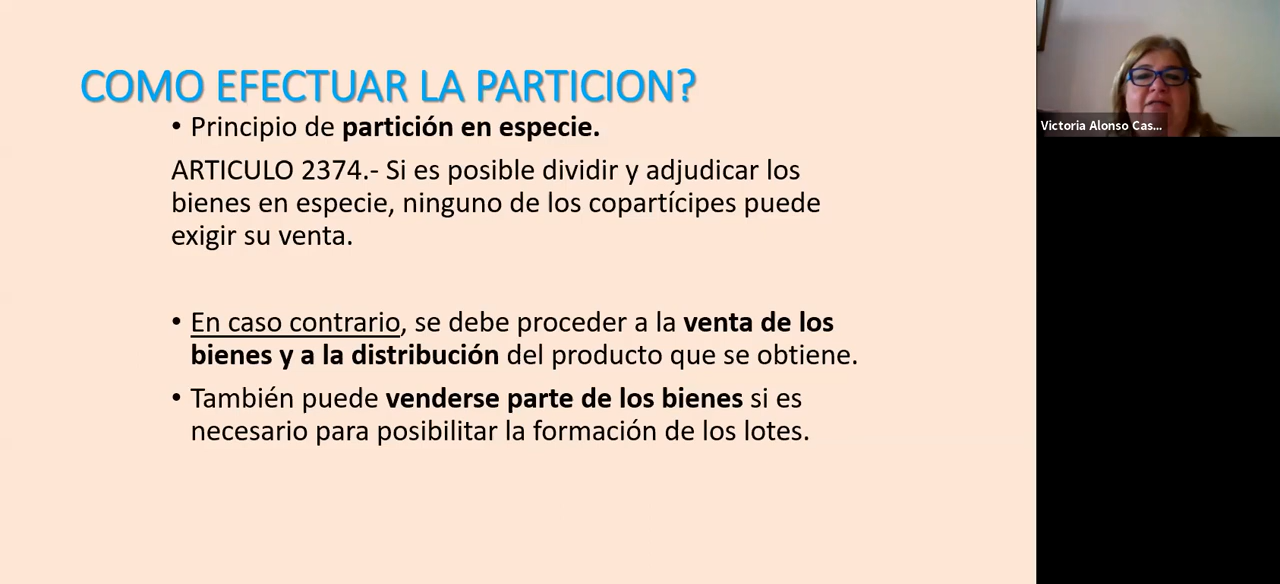 COMO EFECTUAR LA PARTICION?
• Principio de partición en especie.
ARTICULO 2374.- Si es posible dividir y adjudicar los
bienes en especie, ninguno de los copartícipes puede
exigir su venta.
• En caso contrario, se debe proceder a la venta de los
bienes y a la distribución del producto que se obtiene.
• También puede venderse parte de los bienes si es
necesario para posibilitar la formación de los lotes.
Victoria Alonso Cas...